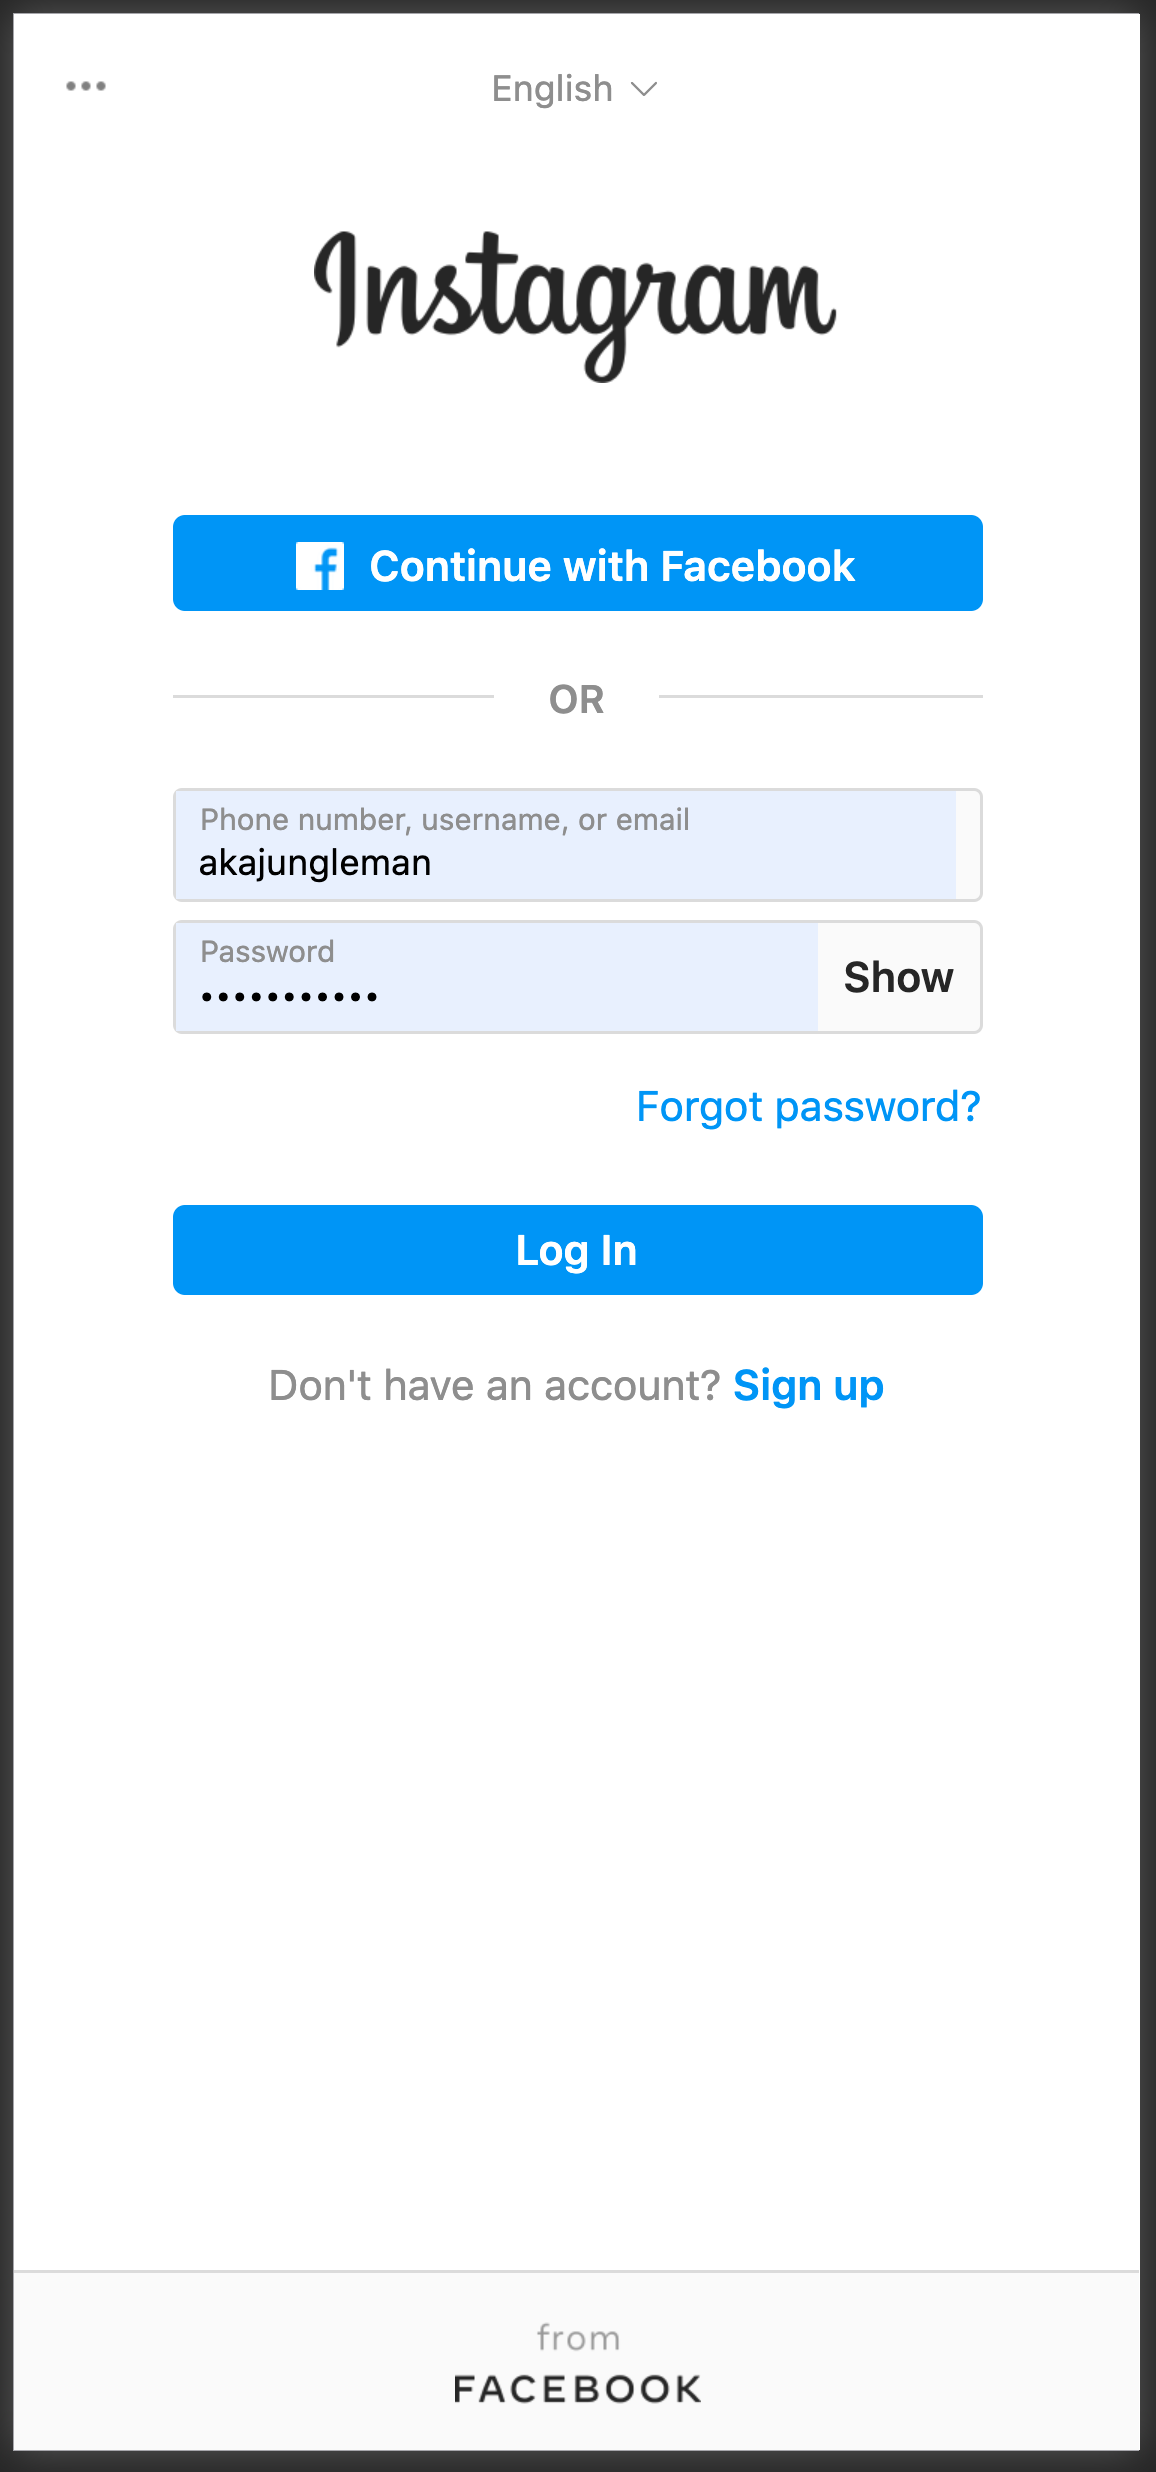 English
Instagram
Continue with Facebook
OR
Phone number, username, or email
akajungleman
Password
•••••••••••
Show
Forgot password?
Log In
Don't have an account? Sign up
from
FACEBOOK